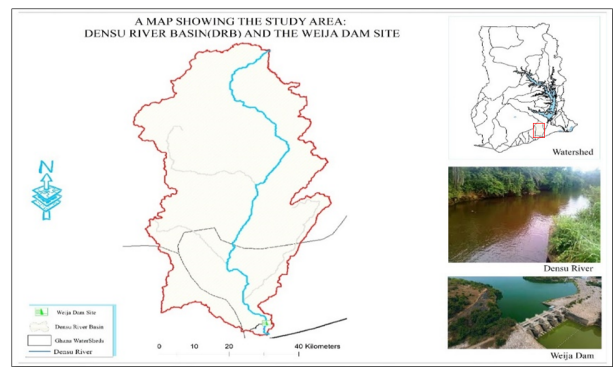 A MAP SHOWING THE STUDY AREA:
DENSU RIVER BASIN(DRB) AND THE WEIJA DAM SITE
N
Watershed
Densu River
Weija Dam
Weija Dam Site
Densu River Basin
Ghana WaterSheds
Densu River
0 10 20 40 Kilometers